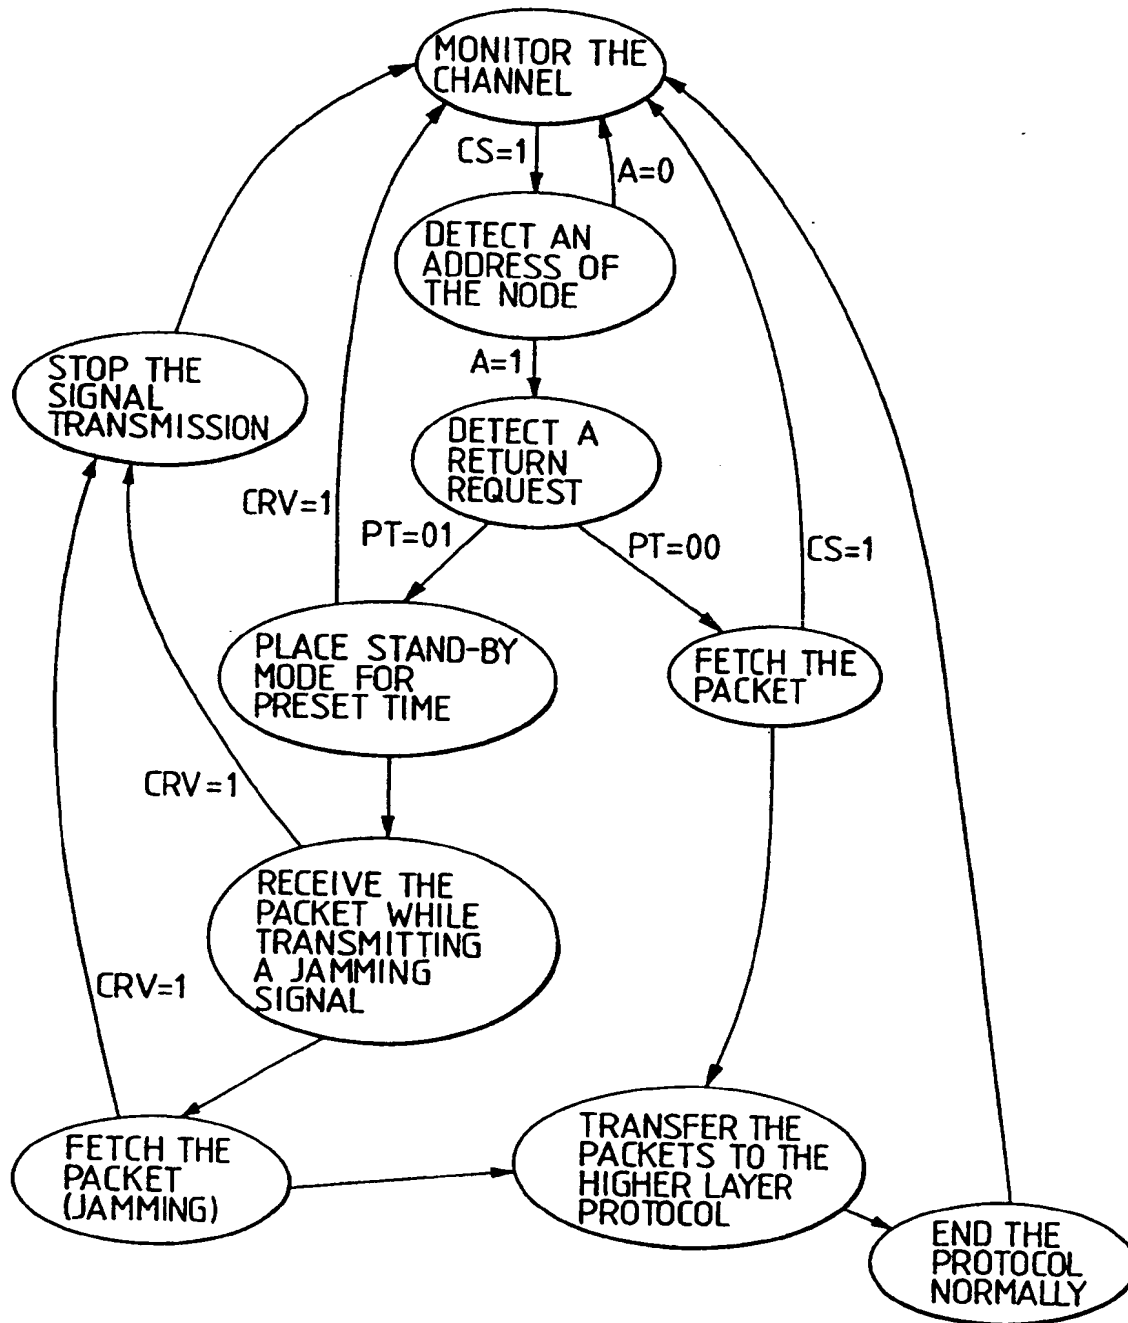 MONITOR THE
CHANNEL
CS=1
A=0
DETECT AN
ADDRESS OF
THE NODE
A=1
STOP THE
SIGNAL
TRANSMISSION
DETECT A
RETURN
REQUEST
CRV=1
PT=01
PT=00
CS=1
PLACE STAND-BY
MODE FOR
PRESET TIME
FETCH THE
PACKET
CRV=1
RECEIVE THE
PACKET WHILE
TRANSMITTING
A JAMMING
SIGNAL
CRV=1
FETCH THE
PACKET
(JAMMING)
TRANSFER THE
PACKETS TO THE
HIGHER LAYER
PROTOCOL
END THE
PROTOCOL
NORMALLY